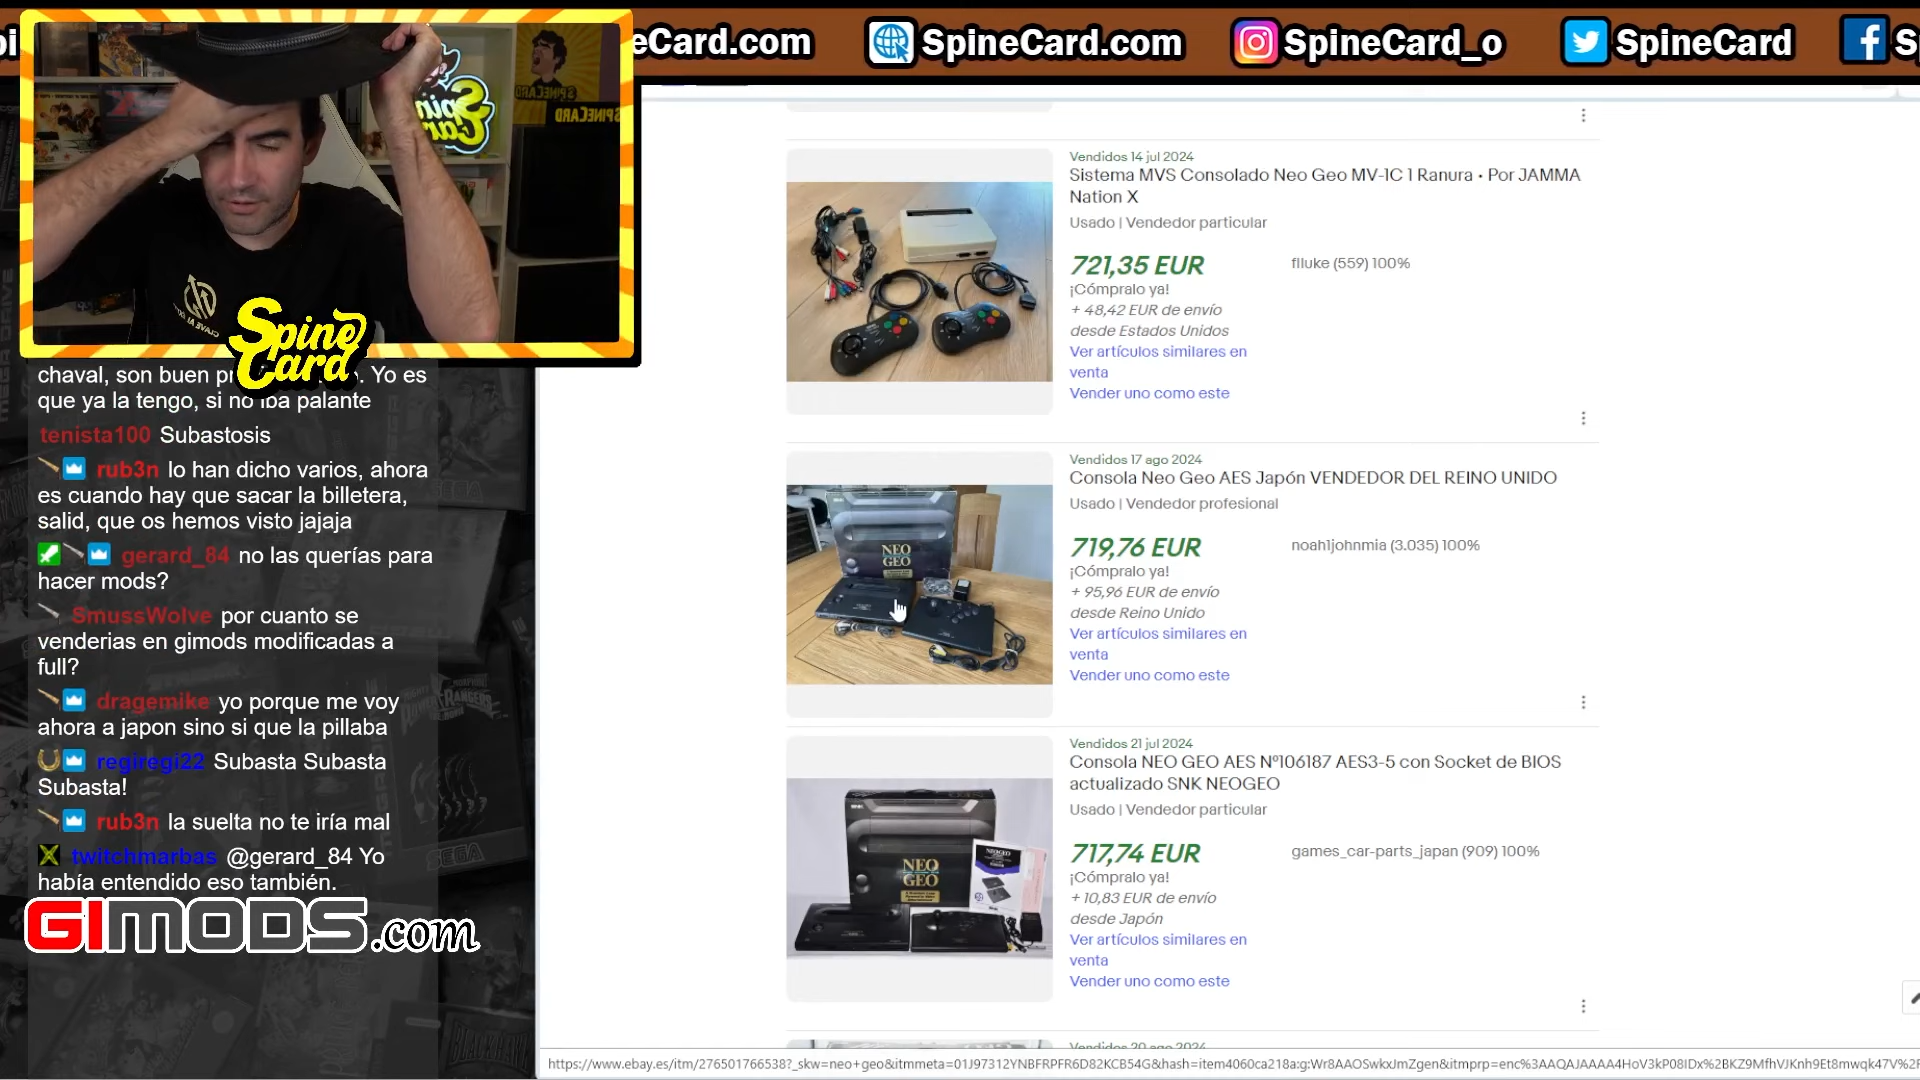 eCard.com
SpineCard.com
SpineCard_o
SpineCard
Spine
Card
chaval, son buen pr
. Yo es
que ya la tengo, si no iba palante
tenista100 Subastosis
rub3n lo han dicho varios, ahora
es cuando hay que sacar la billetera,
salid, que os hemos visto jajaja
gerard_84 no las querías para
hacer mods?
SmussWolve por cuanto se
venderias en gimods modificadas a
full?
dragemike yo porque me voy
ahora a japon sino si que la pillaba
regiregi22 Subasta Subasta
Subasta!
rub3n la suelta no te iría mal
twitchmarbas @gerard_84 Yo
había entendido eso también.
GIMODS.com
Vendidos 14 jul 2024
Sistema MVS Consolado Neo Geo MV-1C 1 Ranura • Por JAMMA
Nation X
Usado | Vendedor particular
721,35 EUR
flluke (559) 100%
¡Cómpralo ya!
+ 48,42 EUR de envío
desde Estados Unidos
Ver artículos similares en
venta
Vender uno como este
Vendidos 17 ago 2024
Consola Neo Geo AES Japón VENDEDOR DEL REINO UNIDO
Usado | Vendedor profesional
719,76 EUR
noah1johnmia (3.035) 100%
¡Cómpralo ya!
+ 95,96 EUR de envío
desde Reino Unido
Ver artículos similares en
venta
Vender uno como este
NEO
GEO
Vendidos 21 jul 2024
Consola NEO GEO AES Nº106187 AES3-5 con Socket de BIOS
actualizado SNK NEOGEO
Usado | Vendedor particular
717,74 EUR
games_car-parts_japan (909) 100%
¡Cómpralo ya!
+ 10,83 EUR de envío
desde Japón
Ver artículos similares en
venta
Vender uno como este
NEO
GEO
Vendidos 20 ago 2024